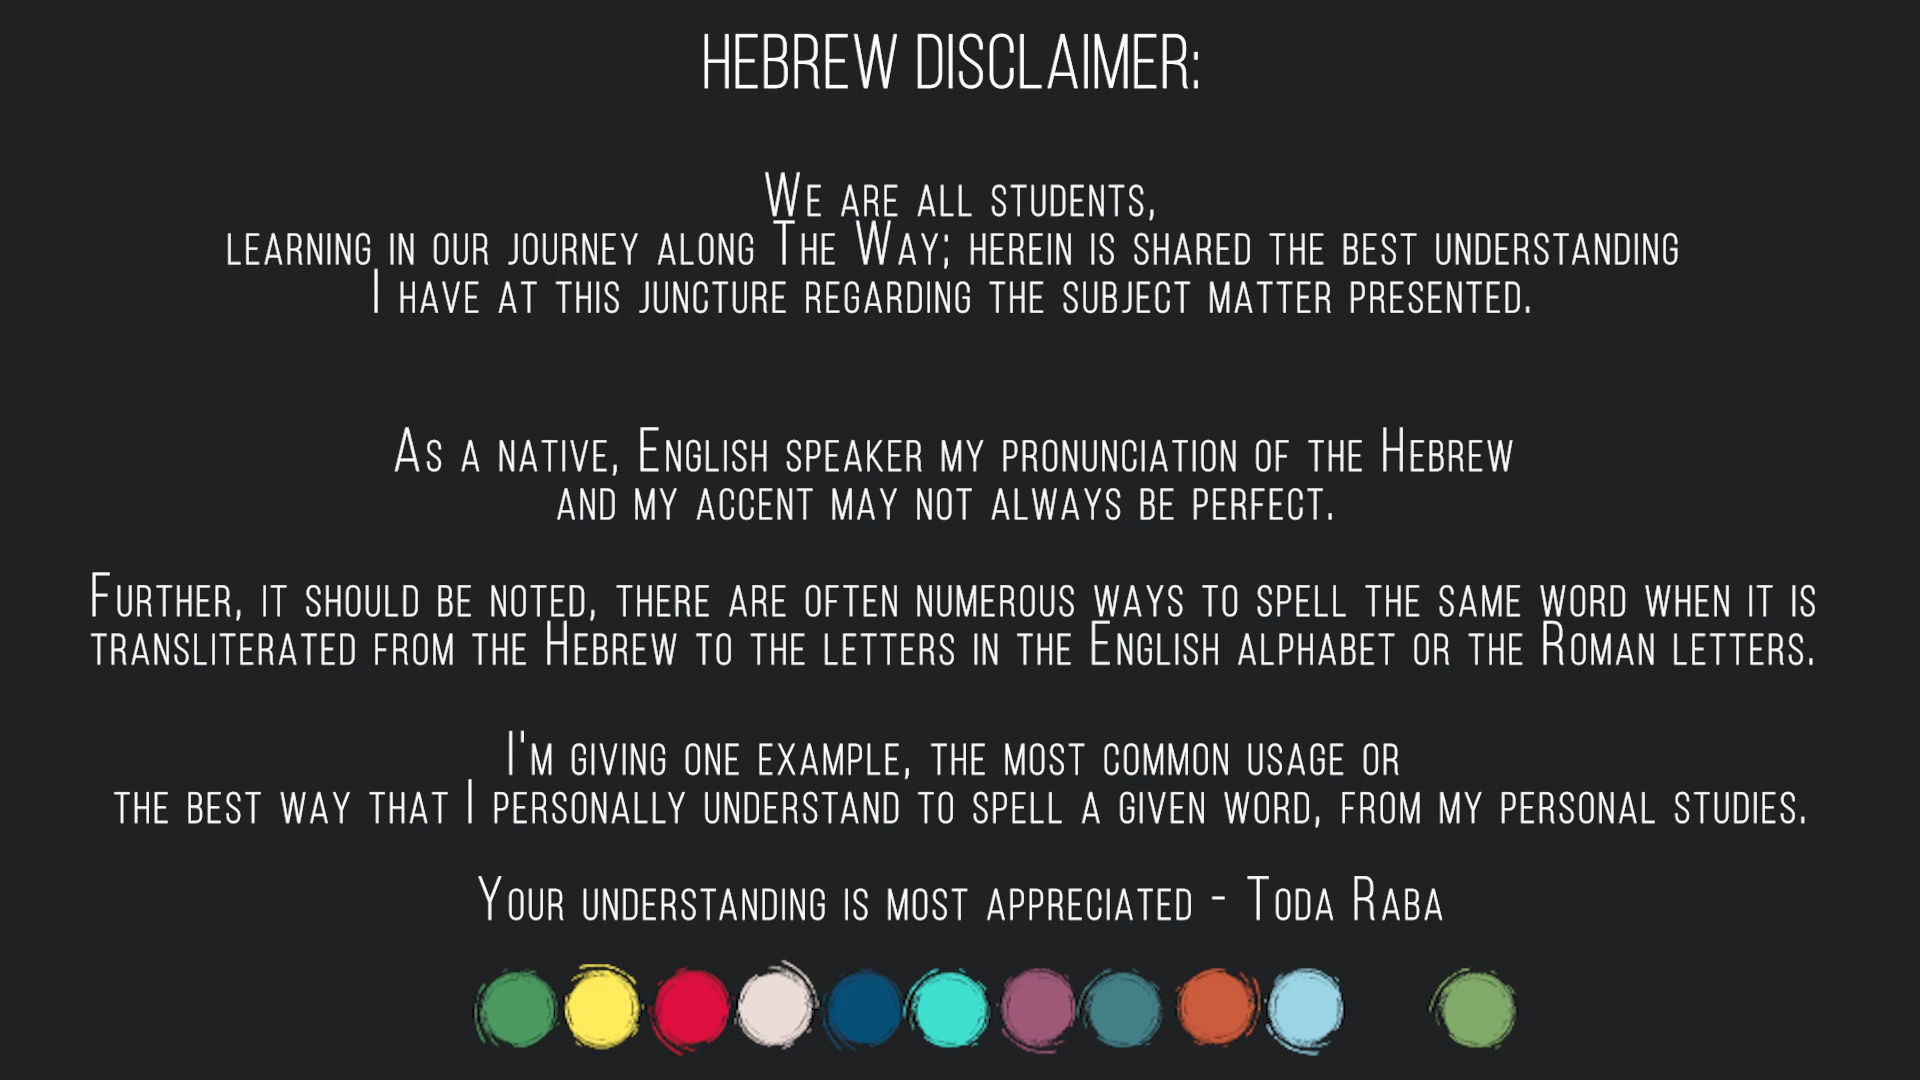 HEBREW DISCLAIMER:
We are all students,
learning in our journey along The Way; herein is shared the best understanding
I have at this juncture regarding the subject matter presented.
As a native, English speaker my pronunciation of the Hebrew
and my accent may not always be perfect.
Further, it should be noted, there are often numerous ways to spell the same word when it is
transliterated from the Hebrew to the letters in the English alphabet or the Roman letters.
I'm giving one example, the most common usage or
the best way that I personally understand to spell a given word, from my personal studies.
Your understanding is most appreciated - Toda Raba